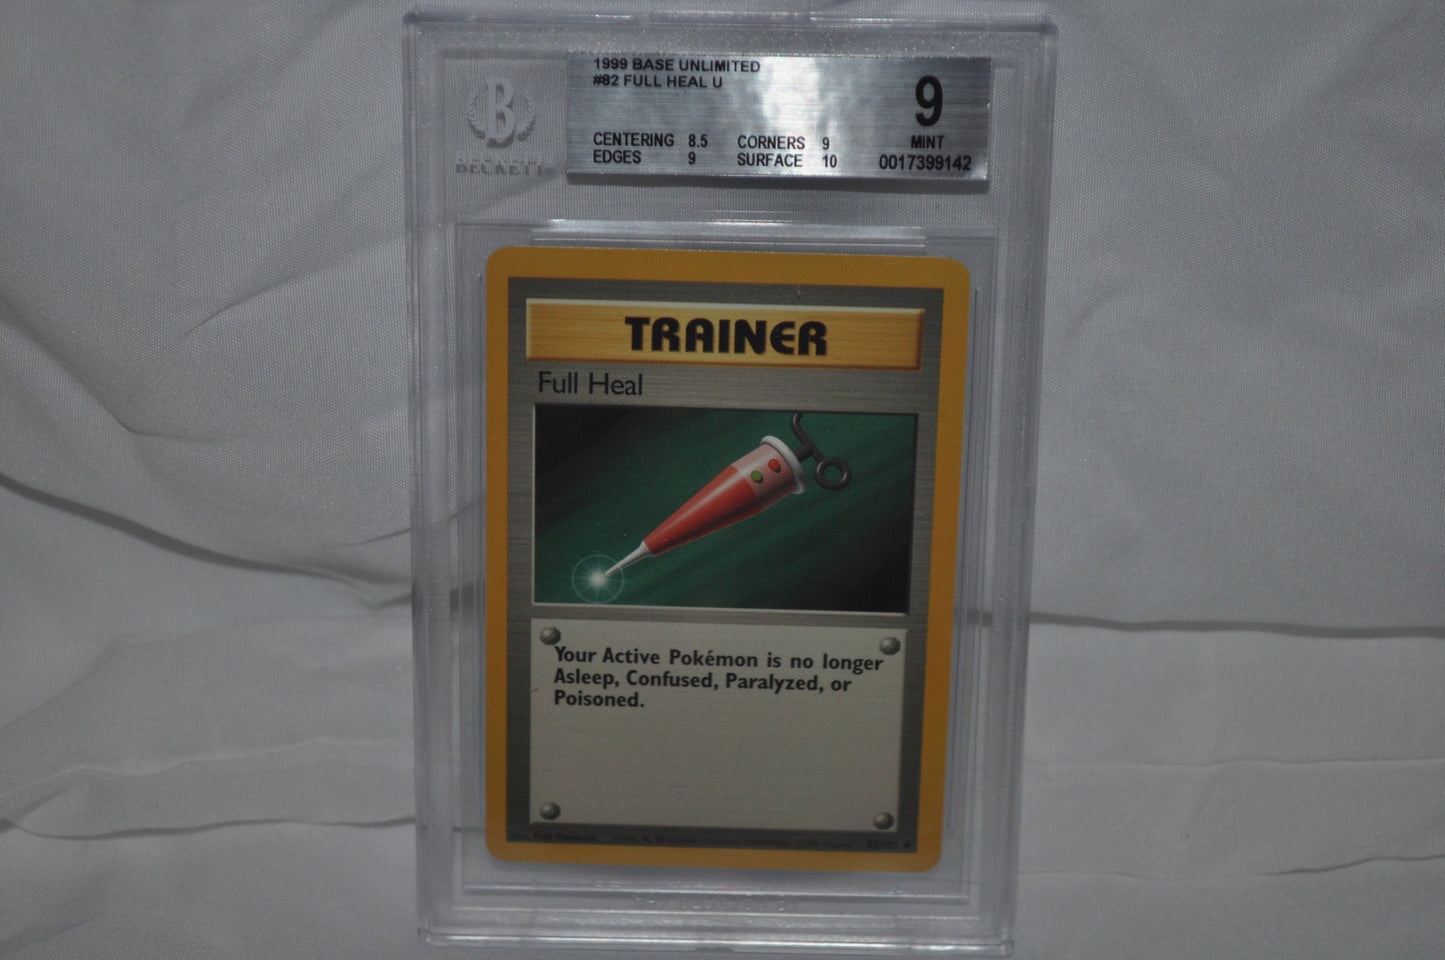 1999 BASE UNLIMITED
#82 FULL HEAL U
9
CENTERING 8.5 CORNERS 9
MINT
EDGES 9 SURFACE 10
0017399142
B
BECKETT
TRAINER
Full Heal
Your Active Pokémon is no longer
Asleep, Confused, Paralyzed, or
Poisoned.